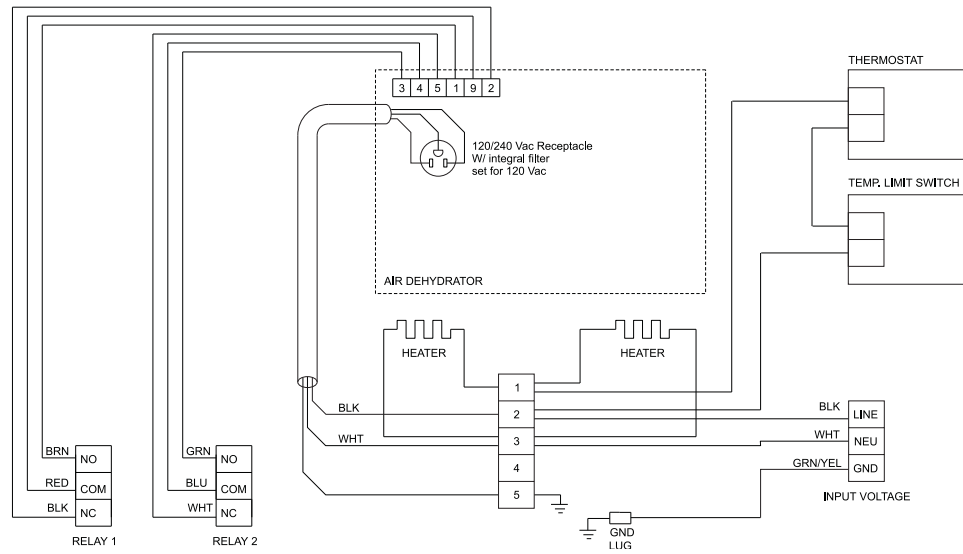 THERMOSTAT
3 4 5 1 9 2
120/240 Vac Receptacle
W/ integral filter
set for 120 Vac
TEMP. LIMIT SWITCH
AIR DEHYDRATOR
HEATER
HEATER
1
BLK
2
BLK
LINE
WHT
3
WHT
NEU
4
GRN/YEL
GND
5
INPUT VOLTAGE
GND
LUG
BRN
NO
RED
COM
BLK
NC
RELAY 1
GRN
NO
BLU
COM
WHT
NC
RELAY 2